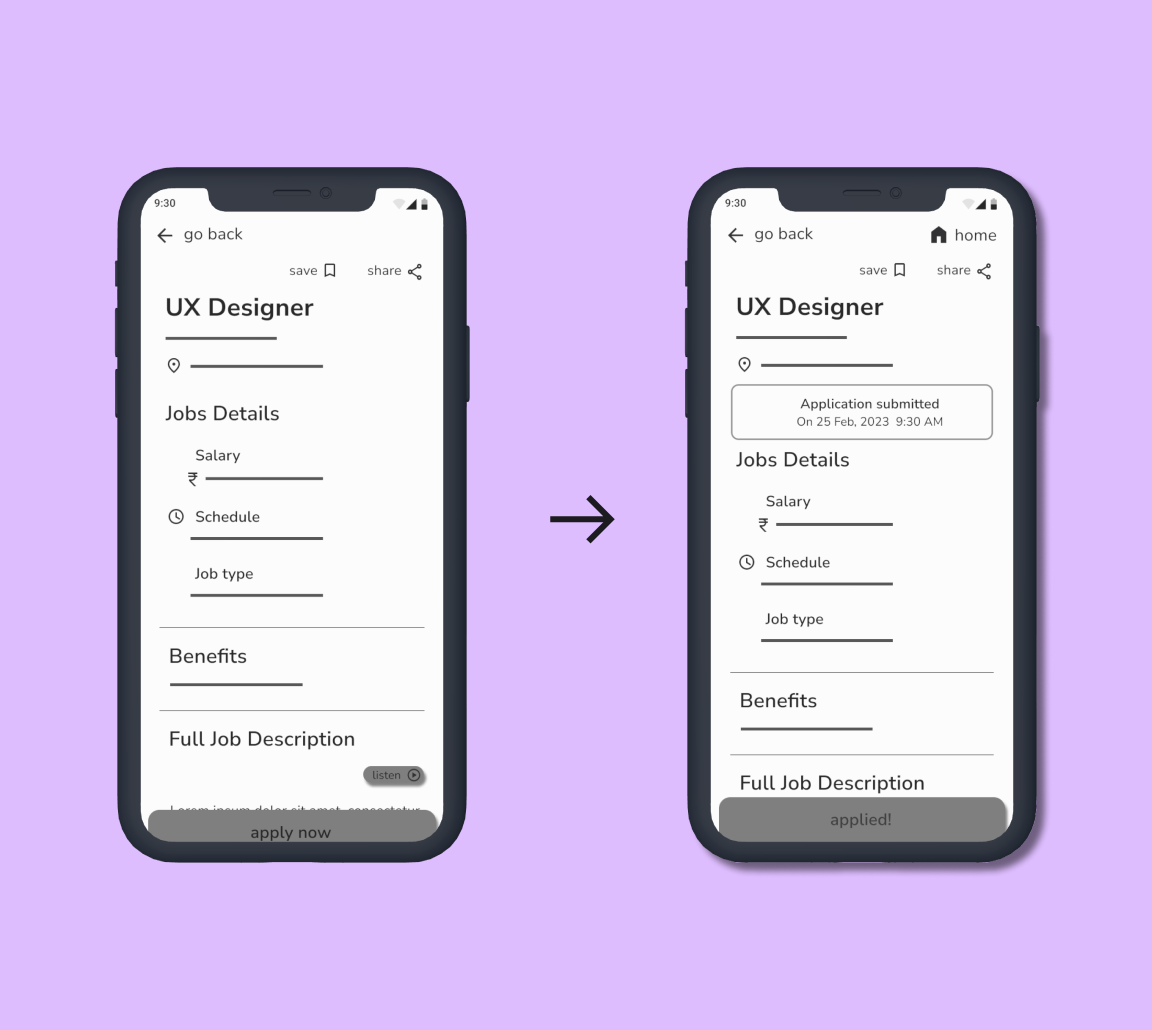 9:30
go back
save share
UX Designer
Jobs Details
Salary
₹
Schedule
Job type
Benefits
Full Job Description
listen
Lorem ipsum dolor sit amet, consectetur
apply now
9:30
go back home
save share
UX Designer
Application submitted
On 25 Feb, 2023 9:30 AM
Jobs Details
Salary
₹
Schedule
Job type
Benefits
Full Job Description
applied!